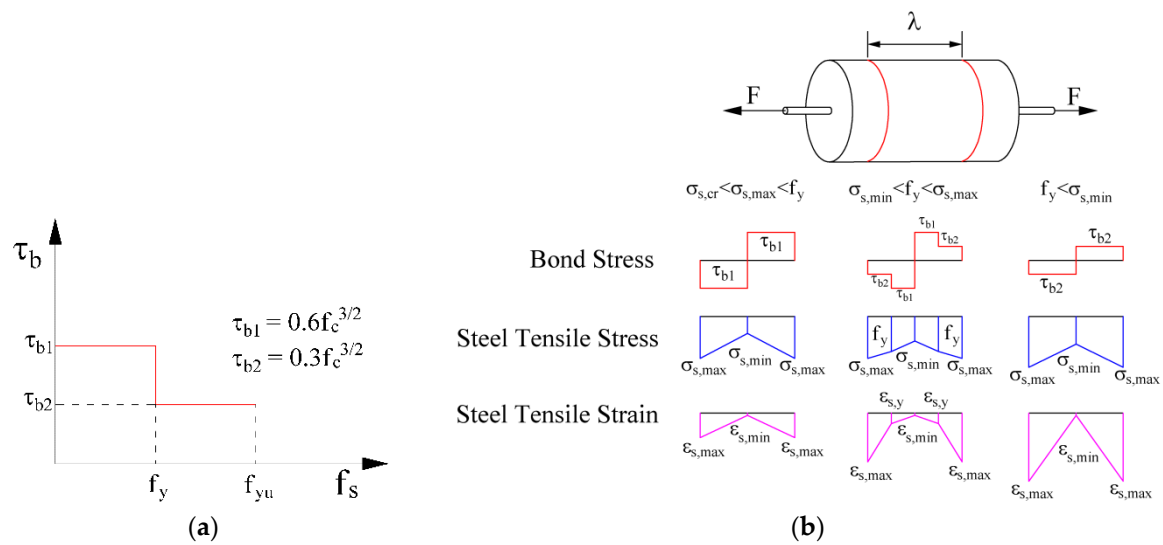 τb
τb1
τb2
fy
fyu
fs
τb1 = 0.6fc^3/2
τb2 = 0.3fc^3/2
(a)
λ
F
F
σs,cr<σs,max<fy
σs,min<fy<σs,max
fy<σs,min
Bond Stress
τb1
τb1
τb2
τb1
τb1
τb2
τb2
τb2
Steel Tensile Stress
σs,max
σs,min
σs,max
fy
fy
σs,max
σs,min
σs,max
σs,max
σs,min
σs,max
Steel Tensile Strain
εs,max
εs,min
εs,max
εs,y
εs,y
εs,min
εs,max
εs,max
εs,min
εs,max
εs,max
(b)